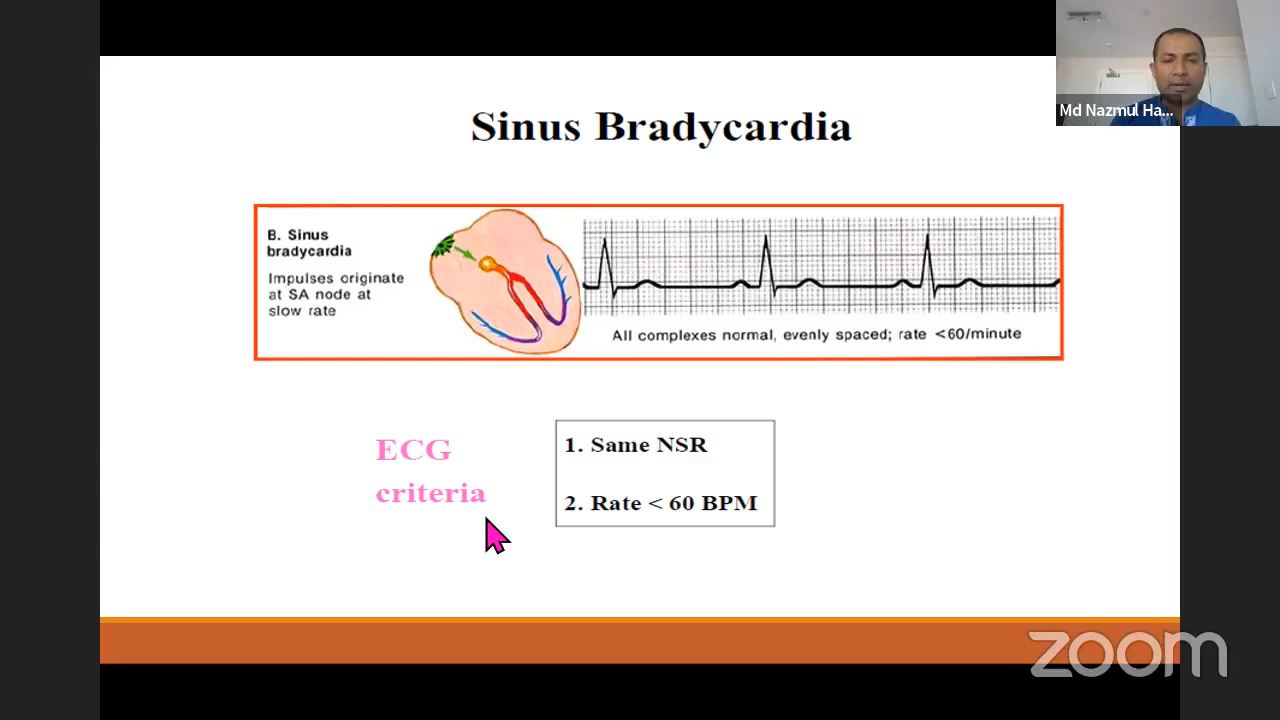 Sinus Bradycardia
Md Nazmul Ha...
B. Sinus
bradycardia
Impulses originate
at SA node at
slow rate
All complexes normal, evenly spaced; rate <60/minute
ECG
criteria
1. Same NSR
2. Rate < 60 BPM
zoom